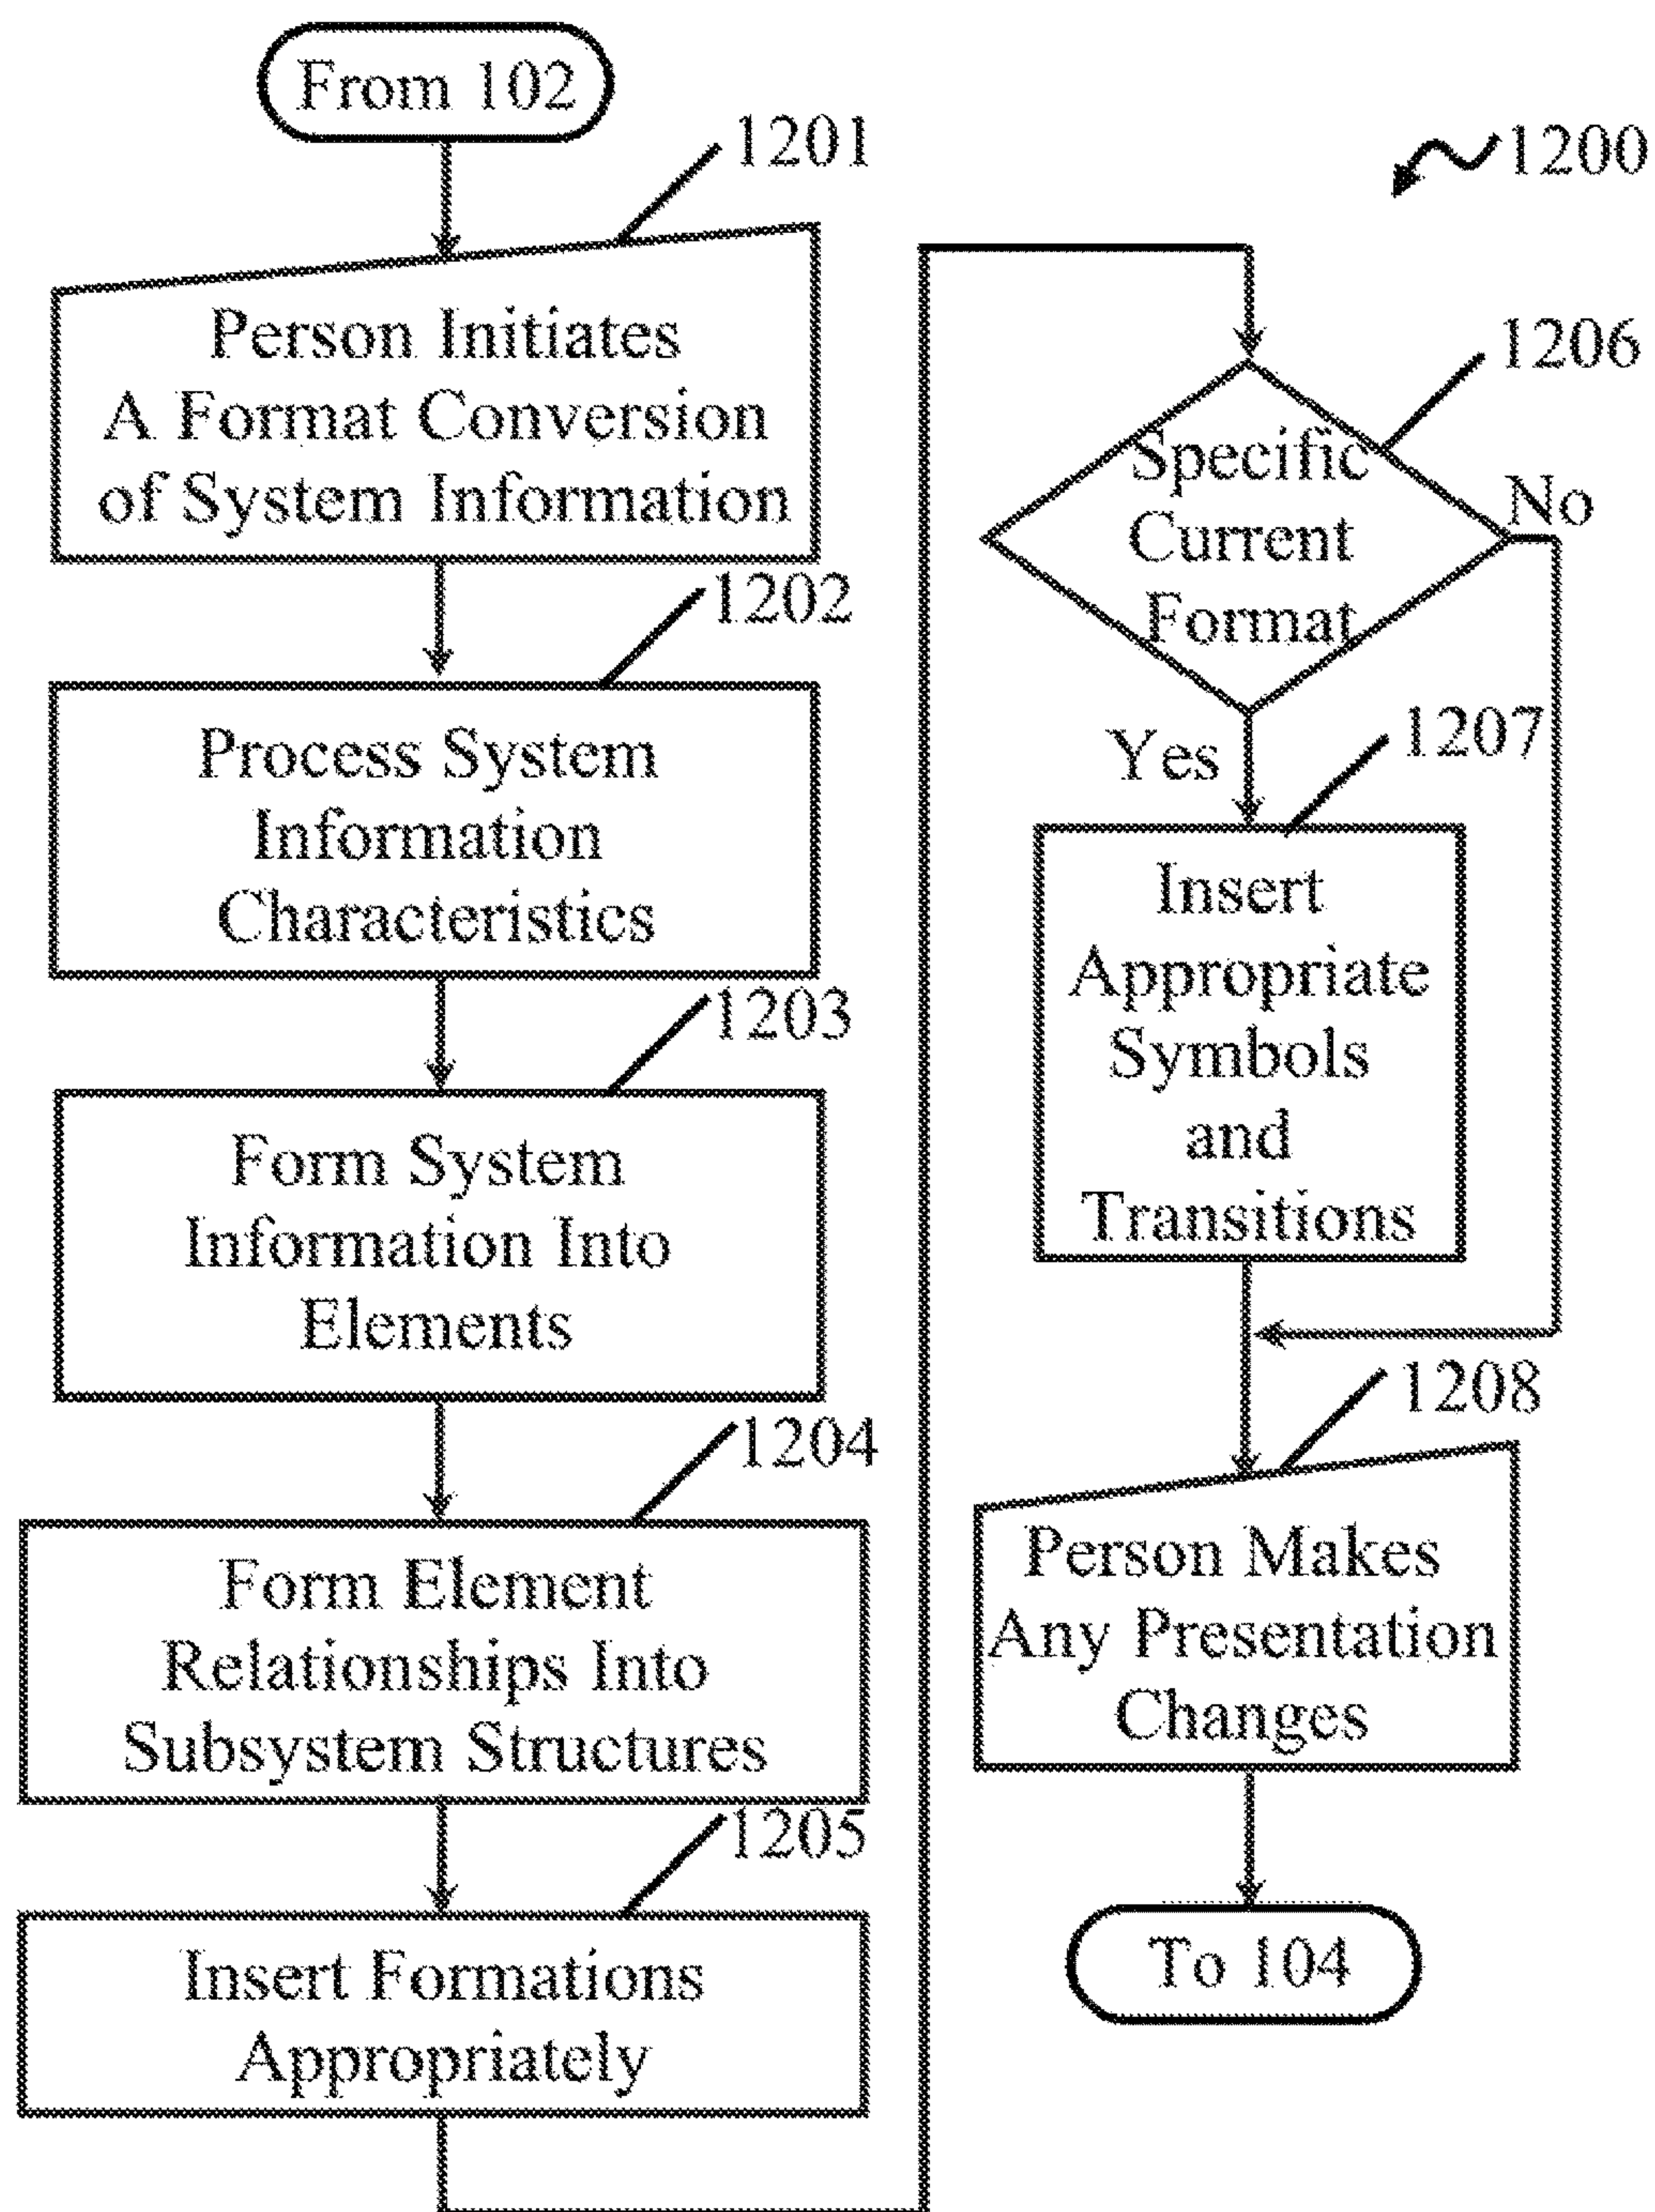 From 102
1201
Person Initiates
A Format Conversion
of System Information
1202
Process System
Information
Characteristics
1203
Form System
Information Into
Elements
1204
Form Element
Relationships Into
Subsystem Structures
1205
Insert Formations
Appropriately
1200
1206
Specific
Current
Format
No
Yes
1207
Insert
Appropriate
Symbols
and
Transitions
1208
Person Makes
Any Presentation
Changes
To 104